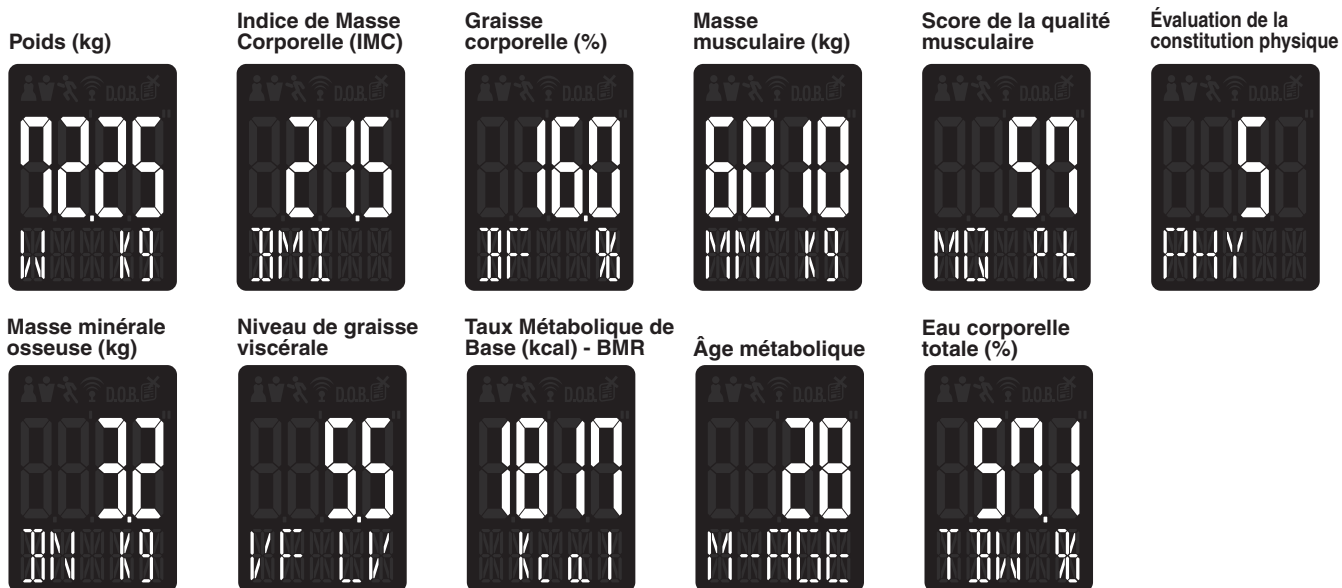 Poids (kg)
Indice de Masse
Corporelle (IMC)
Graisse
corporelle (%)
Masse
musculaire (kg)
Score de la qualité
musculaire
Évaluation de la
constitution physique
D.O.B.
72.25
W Kg
D.O.B.
21.5
BMI
D.O.B.
16.0
BF %
D.O.B.
60.10
MM Kg
D.O.B.
57
MQ Pt
D.O.B.
5
PHY
Masse minérale
osseuse (kg)
Niveau de graisse
viscérale
Taux Métabolique de
Base (kcal) - BMR
Âge métabolique
Eau corporelle
totale (%)
D.O.B.
3.2
BN Kg
D.O.B.
5.5
VF LV
D.O.B.
1817
Kcal
D.O.B.
28
M-AGE
D.O.B.
57.1
TBW %